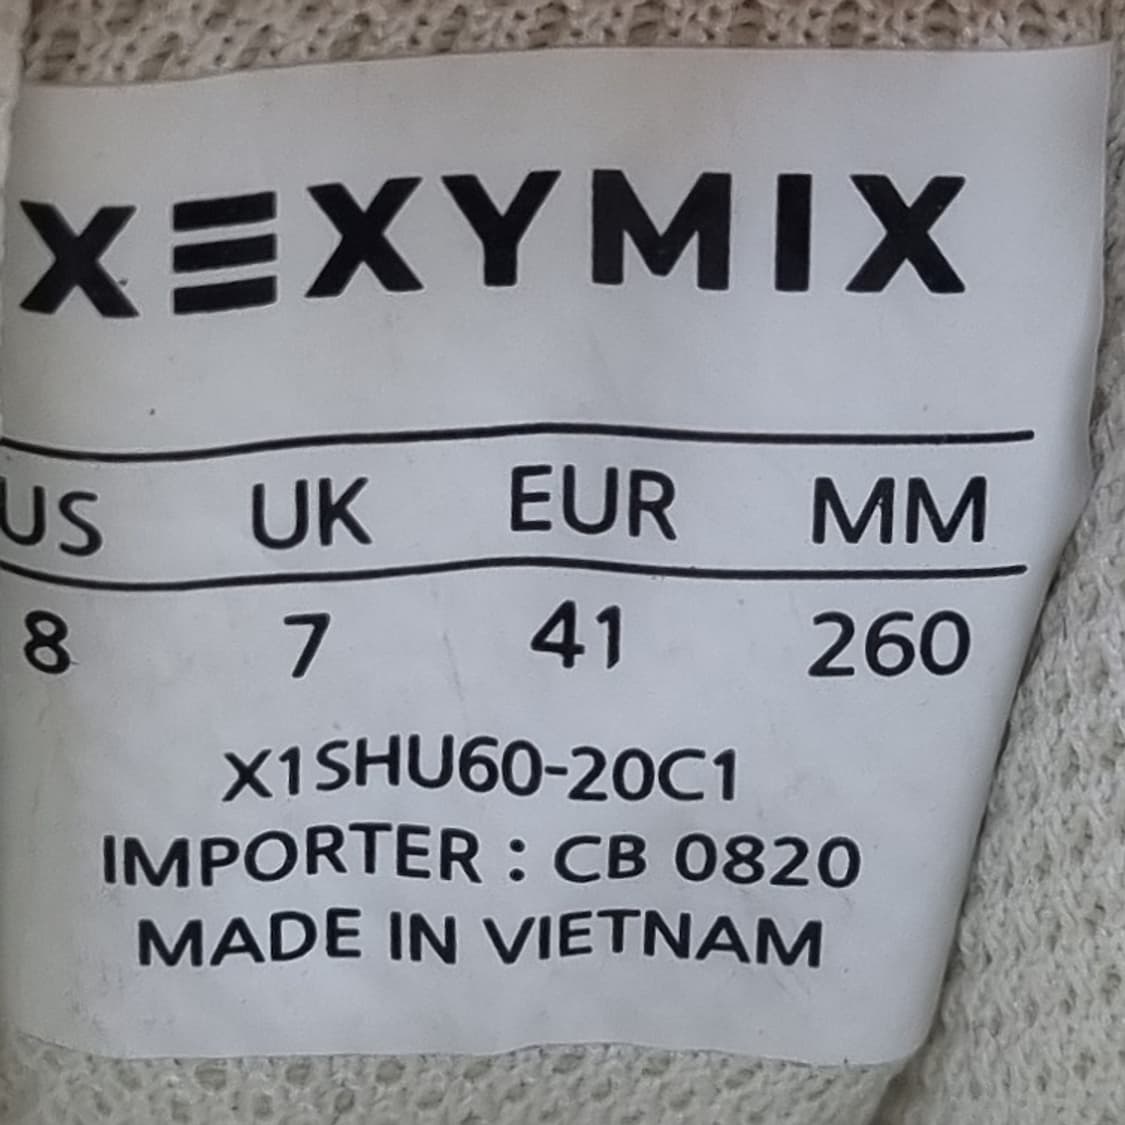 XEXYMIX
US UK EUR MM
8 7 41 260
X1SHU60-20C1
IMPORTER : CB 0820
MADE IN VIETNAM